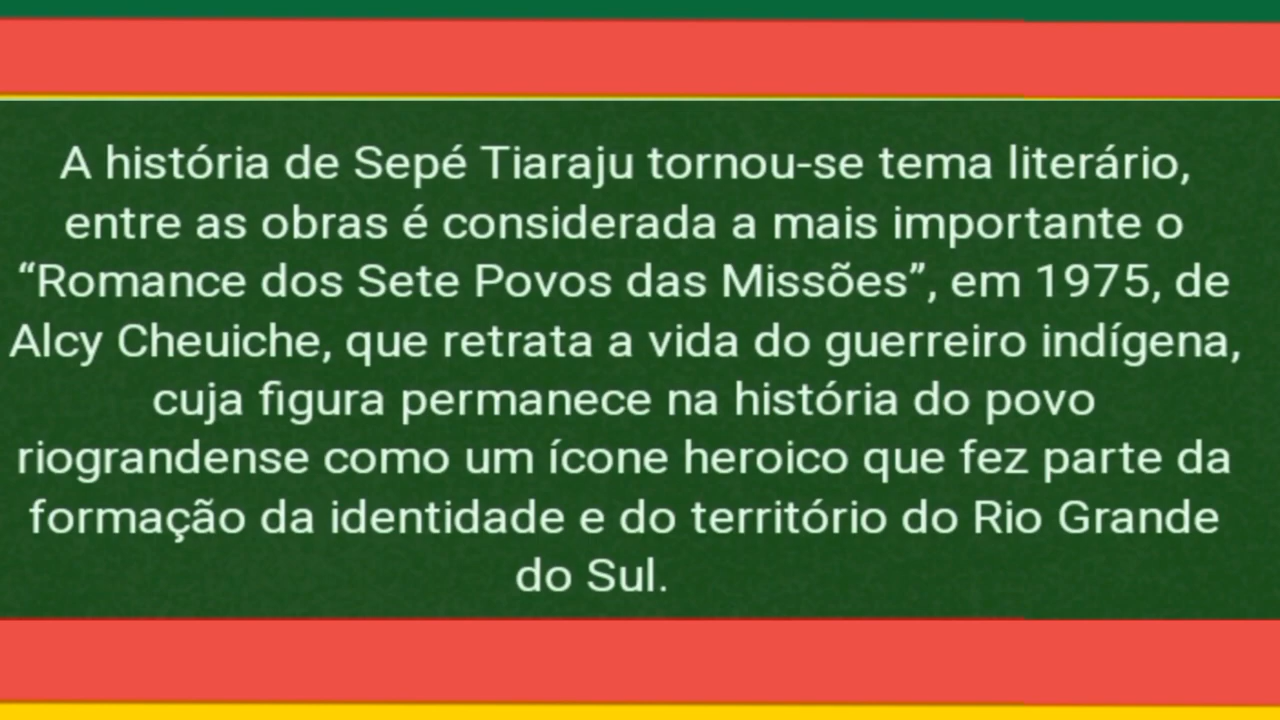 A história de Sepé Tiaraju tornou-se tema literário,
entre as obras é considerada a mais importante o
“Romance dos Sete Povos das Missões”, em 1975, de
Alcy Cheuiche, que retrata a vida do guerreiro indígena,
cuja figura permanece na história do povo
riograndense como um ícone heroico que fez parte da
formação da identidade e do território do Rio Grande
do Sul.